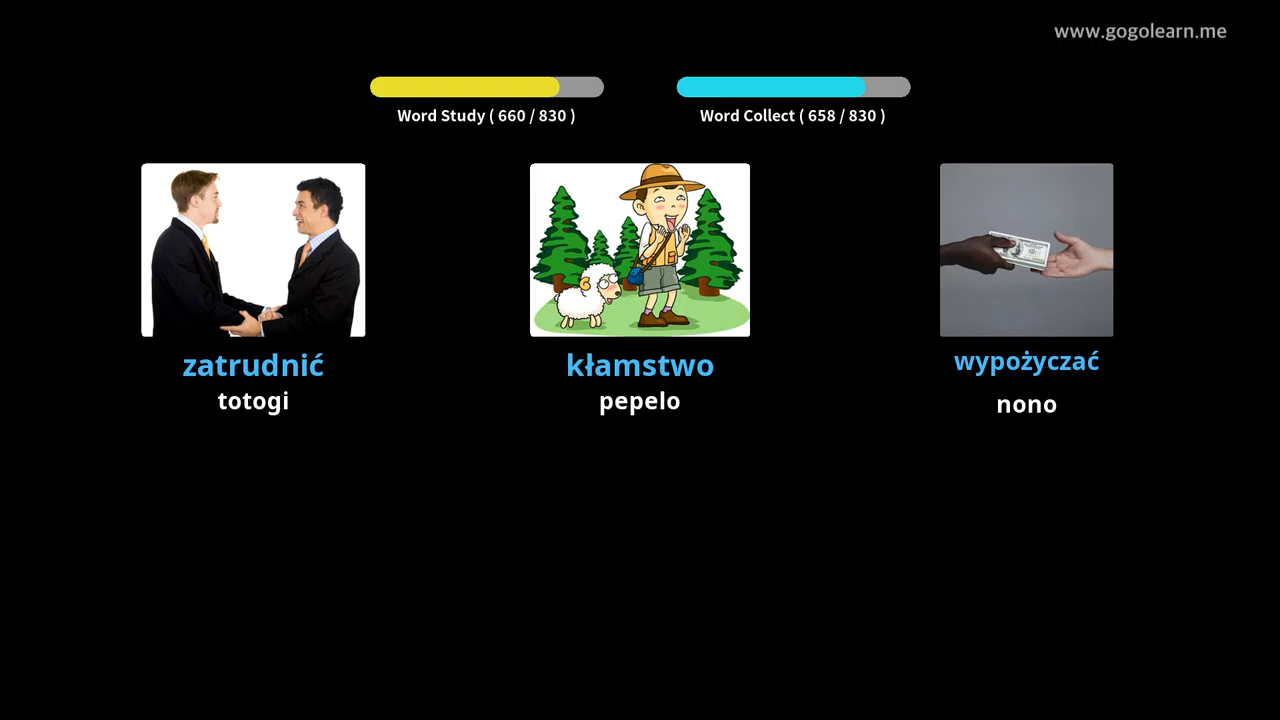 www.gogolearn.me
Word Study ( 660 / 830 )
Word Collect ( 658 / 830 )
zatrudnić
totogi
kłamstwo
pepelo
wypożyczać
nono